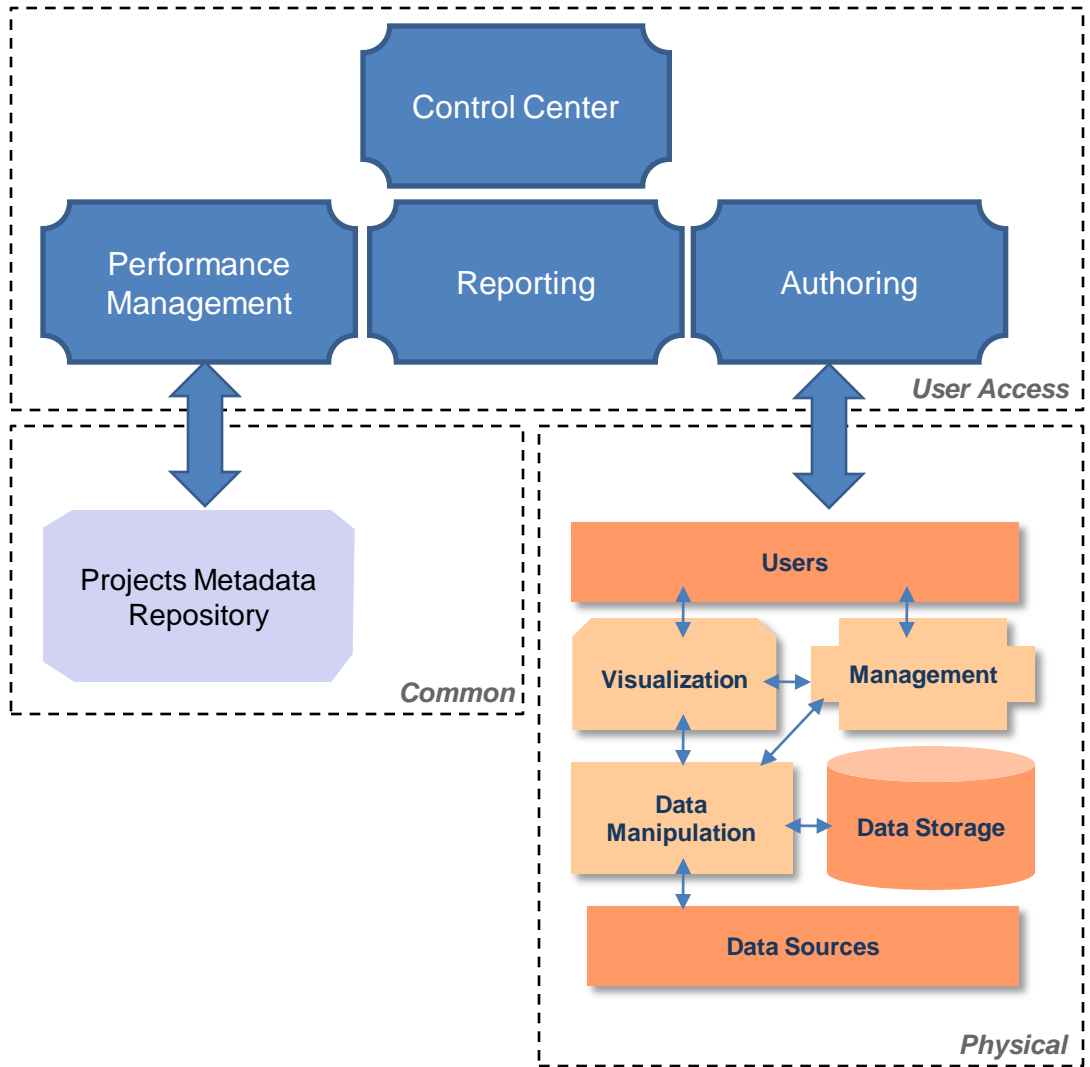 Control Center
Performance
Management
Reporting
Authoring
User Access
Projects Metadata
Repository
Common
Users
Visualization
Management
Data
Manipulation
Data Storage
Data Sources
Physical